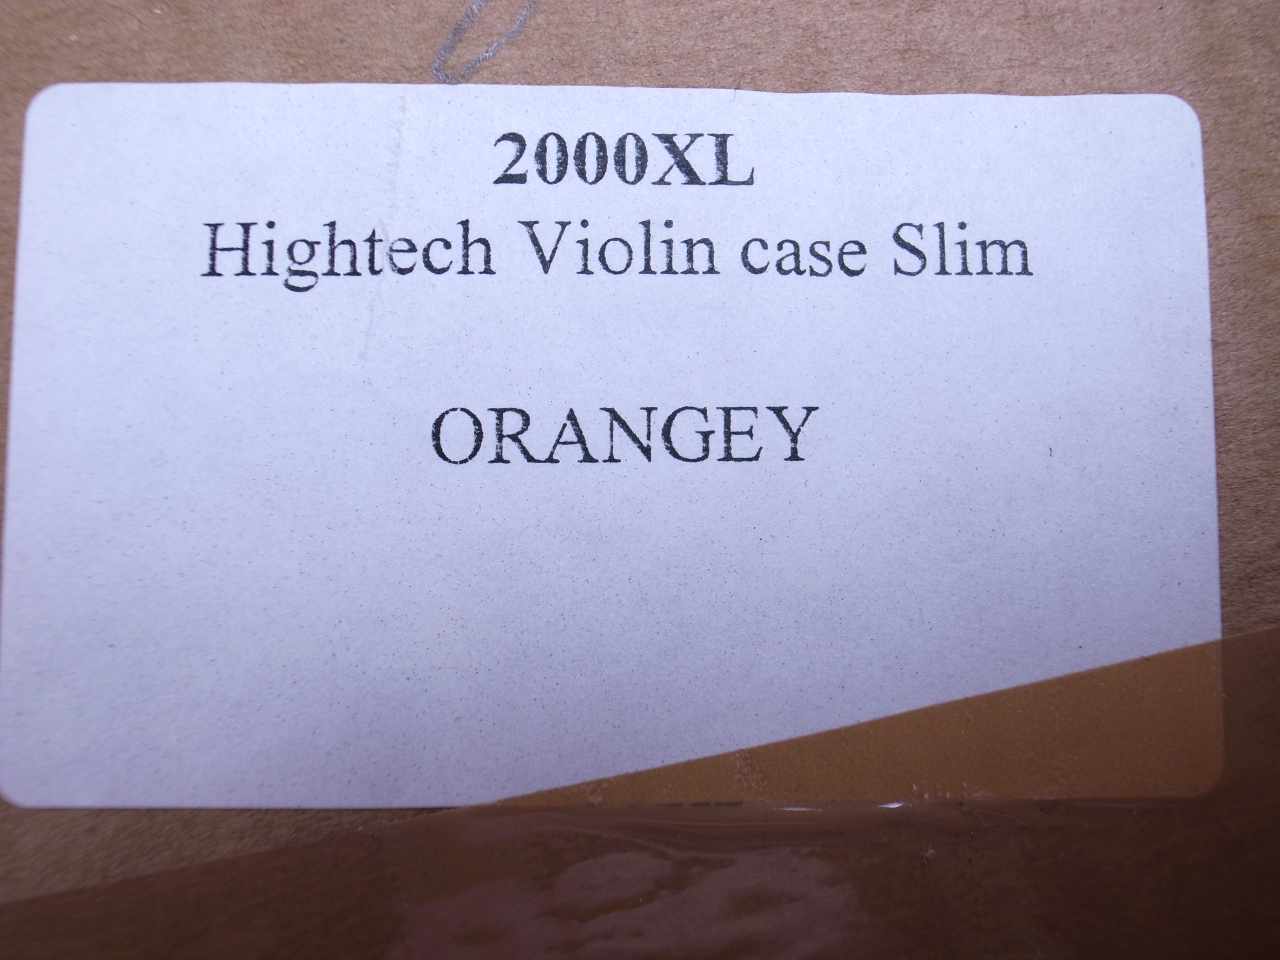 2000XL
Hightech Violin case Slim
ORANGEY